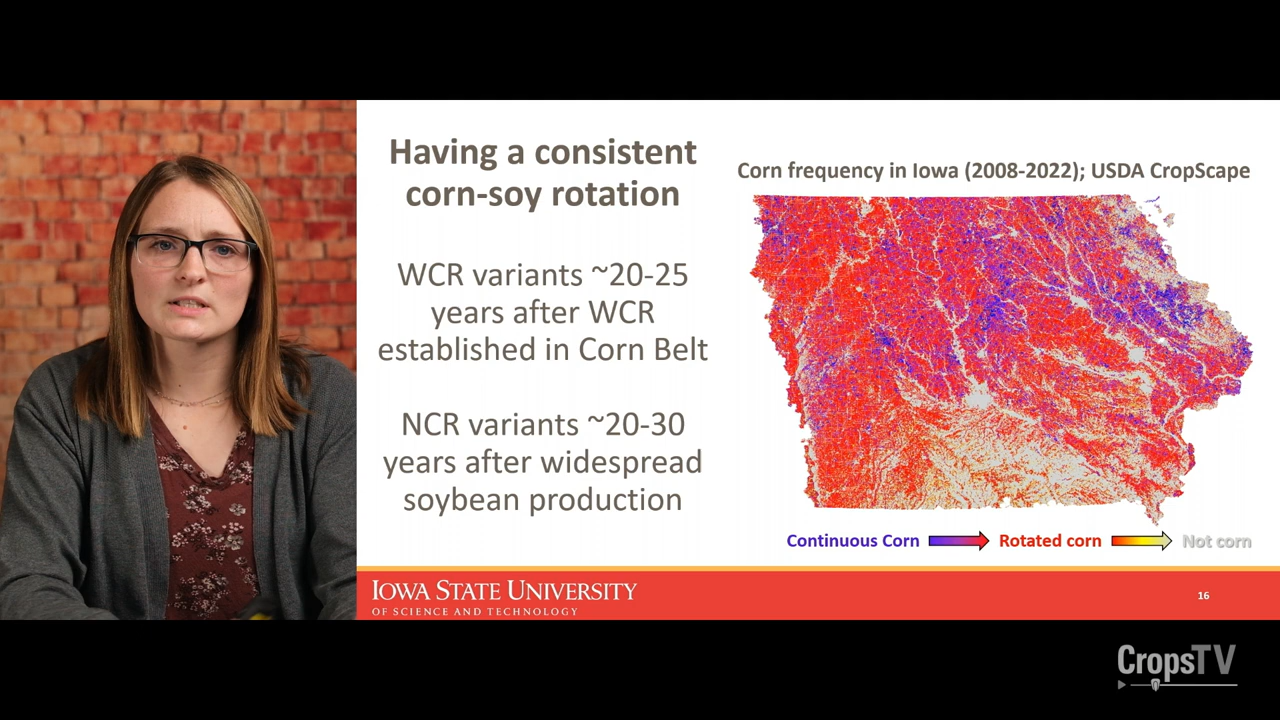 Having a consistent
corn-soy rotation
WCR variants ~20-25
years after WCR
established in Corn Belt
NCR variants ~20-30
years after widespread
soybean production
Corn frequency in Iowa (2008-2022); USDA CropScape
Continuous Corn Rotated corn Not corn
IOWA STATE UNIVERSITY
OF SCIENCE AND TECHNOLOGY
16
CropsTV